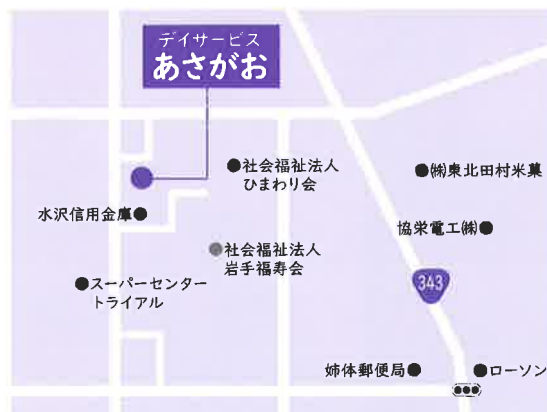 デイサービス
あさがお
社会福祉法人
ひまわり会
㈱東北田村米菓
水沢信用金庫
協栄電工㈱
社会福祉法人
岩手福寿会
スーパーセンター
トライアル
343
姉体郵便局
ローソン